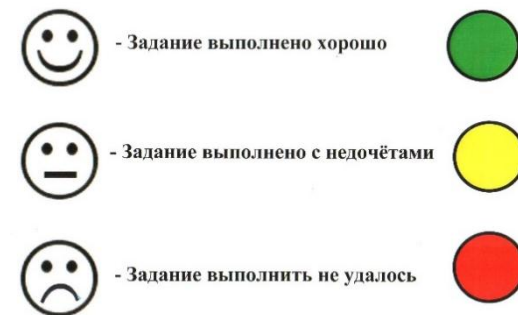 - Задание выполнено хорошо
- Задание выполнено с недочётами
- Задание выполнить не удалось